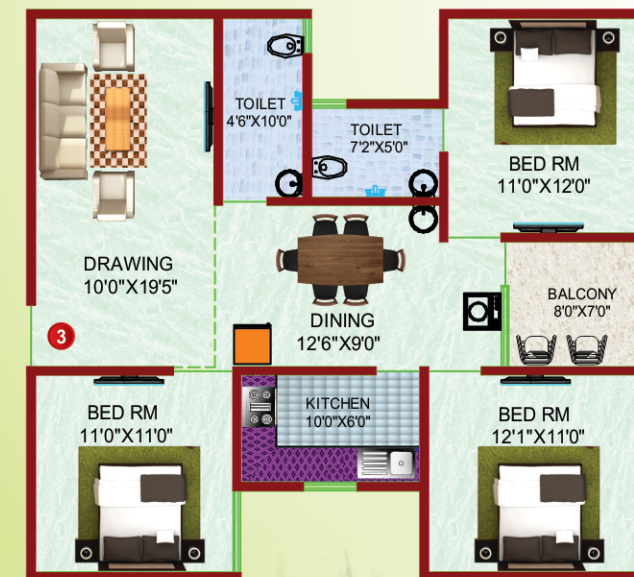 TOILET
4'6"X10'0"
TOILET
7'2"X5'0"
BED RM
11'0"X12'0"
DRAWING
10'0"X19'5"
BALCONY
8'0"X7'0"
3
DINING
12'6"X9'0"
BED RM
11'0"X11'0"
KITCHEN
10'0"X6'0"
BED RM
12'1"X11'0"